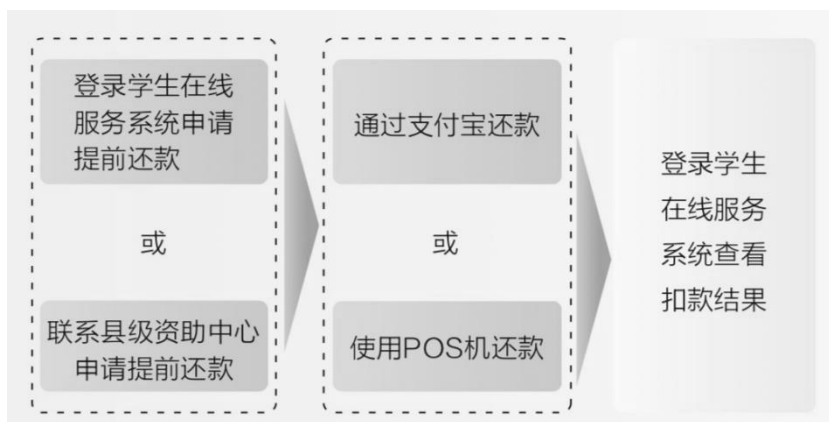 登录学生在线
服务系统申请
提前还款
或
联系县级资助中心
申请提前还款
通过支付宝还款
或
使用POS机还款
登录学生
在线服务
系统查看
扣款结果